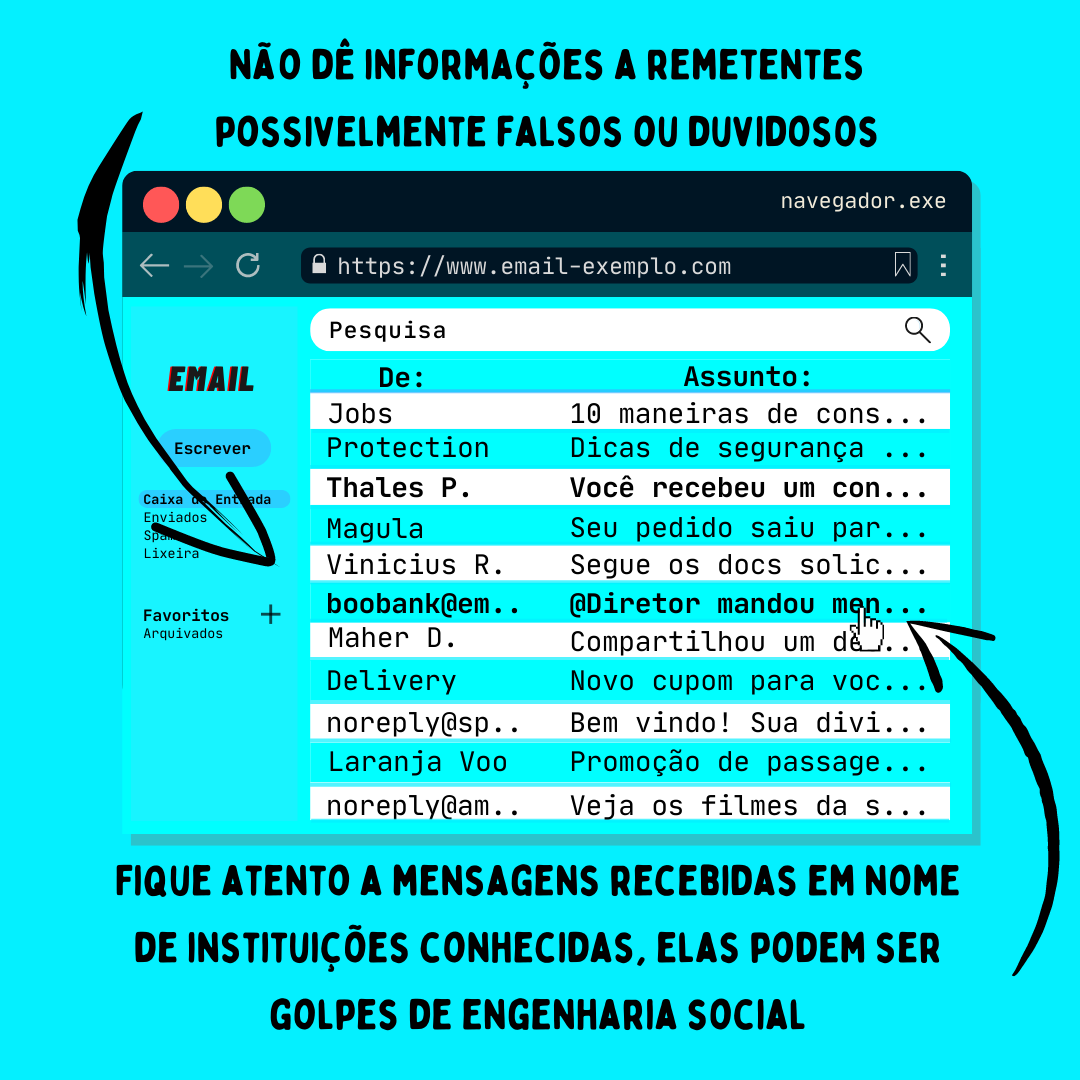 NÃO DÊ INFORMAÇÕES A REMETENTES
POSSIVELMENTE FALSOS OU DUVIDOSOS
navegador.exe
https://www.email-exemplo.com
Pesquisa
EMAIL
Escrever
Caixa de Entrada
Enviados
Spam
Lixeira
Favoritos
Arquivados
De: Assunto:
Jobs 10 maneiras de cons...
Protection Dicas de segurança ...
Thales P. Você recebeu um con...
Magula Seu pedido saiu par...
Vinicius R. Segue os docs solic...
boobank@em.. @Diretor mandou men...
Maher D. Compartilhou um de...
Delivery Novo cupom para voc...
noreply@sp.. Bem vindo! Sua divi...
Laranja Voo Promoção de passage...
noreply@am.. Veja os filmes da s...
FIQUE ATENTO A MENSAGENS RECEBIDAS EM NOME
DE INSTITUIÇÕES CONHECIDAS, ELAS PODEM SER
GOLPES DE ENGENHARIA SOCIAL